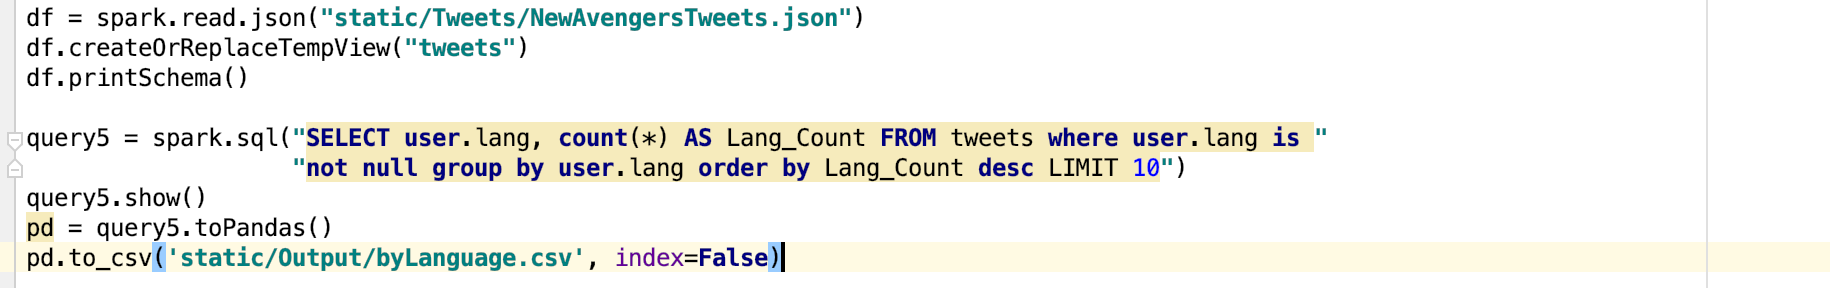 df = spark.read.json("static/Tweets/NewAvengersTweets.json")
df.createOrReplaceTempView("tweets")
df.printSchema()
query5 = spark.sql("SELECT user.lang, count(*) AS Lang_Count FROM tweets where user.lang is "
"not null group by user.lang order by Lang_Count desc LIMIT 10")
query5.show()
pd = query5.toPandas()
pd.to_csv('static/Output/byLanguage.csv', index=False)